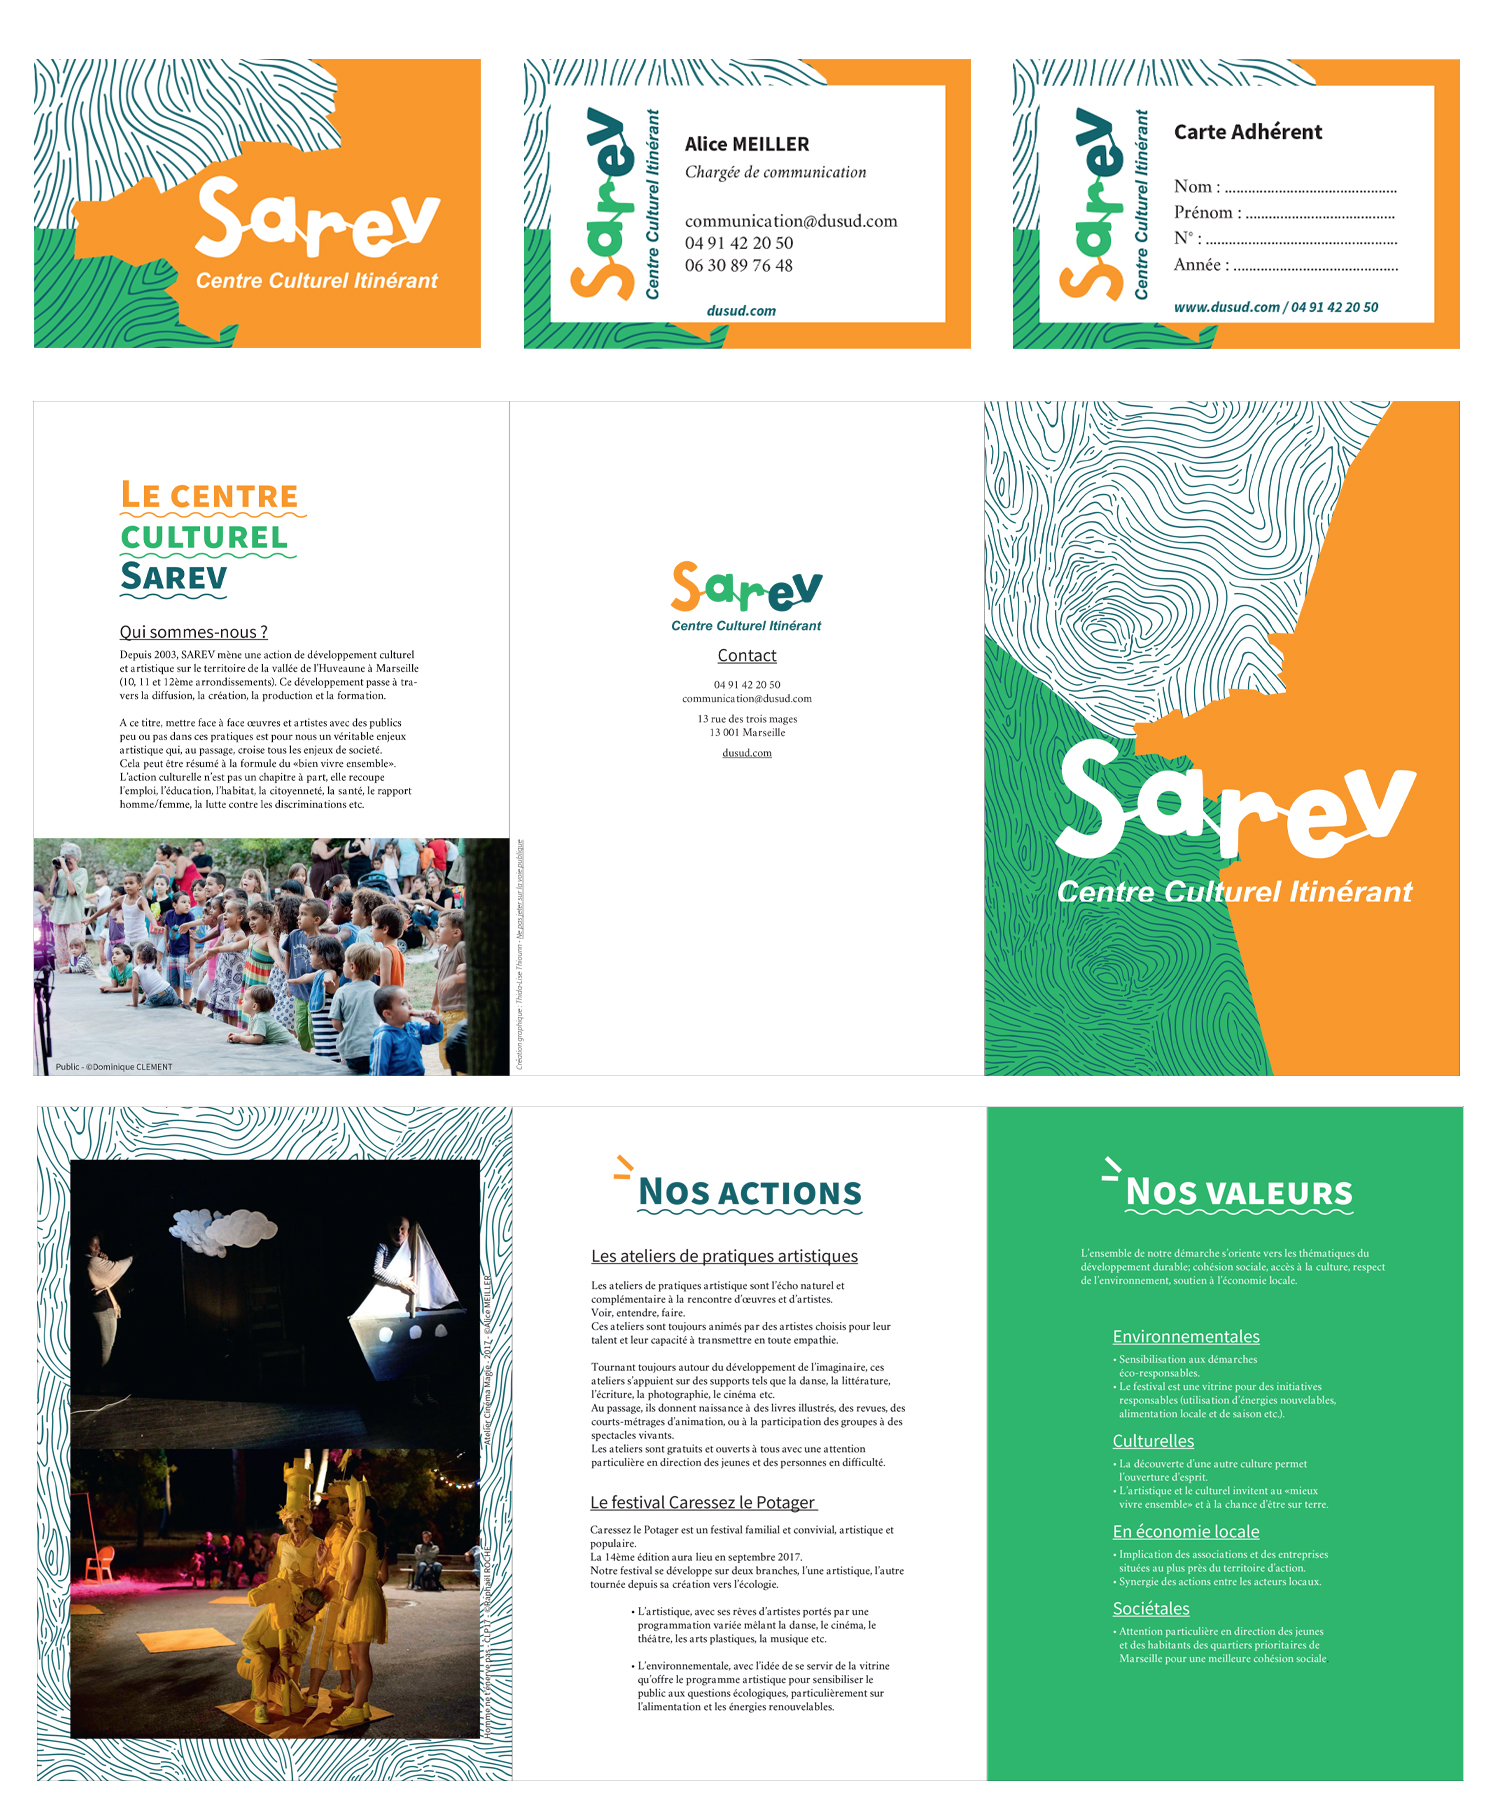 Sarev
Centre Culturel Itinérant
Sarev
Centre Culturel Itinérant
Alice MEILLER
Chargée de communication
communication@dusud.com
04 91 42 20 50
06 30 89 76 48
dusud.com
Sarev
Centre Culturel Itinérant
Carte Adhérent
Nom : ............................................
Prénom : .......................................
N° : ..................................................
Année : ...........................................
www.dusud.com / 04 91 42 20 50
LE CENTRE
CULTUREL
SAREV
Qui sommes-nous ?
Depuis 2003, SAREV mène une action de développement culturel
et artistique sur le territoire de la vallée de l'Huveaune à Marseille
(10, 11 et 12ème arrondissements). Ce développement passe à tra-
vers la diffusion, la création, la production et la formation.
A ce titre, mettre face à face œuvres et artistes avec des publics
peu ou pas dans ces pratiques est pour nous un véritable enjeux
artistique qui, au passage, croise tous les enjeux de societé.
Cela peut être résumé à la formule du «bien vivre ensemble».
L'action culturelle n'est pas un chapitre à part, elle recoupe
l'emploi, l'éducation, l'habitat, la citoyenneté, la santé, le rapport
homme/femme, la lutte contre les discriminations etc.
Public - ©Dominique CLEMENT
Création graphique : Thida-Lise Thiounn - Ne pas jeter sur la voie publique
Sarev
Centre Culturel Itinérant
Contact
04 91 42 20 50
communication@dusud.com
13 rue des trois mages
13 001 Marseille
dusud.com
Sarev
Centre Culturel Itinérant
Atelier Cinéma Magie - 2017 - ©Alice MEILLER
Homme ne t'énerve pas - CLP17 - ©Raphaël ROCHE
NOS ACTIONS
Les ateliers de pratiques artistiques
Les ateliers de pratiques artistique sont l'écho naturel et
complémentaire à la rencontre d'œuvres et d'artistes.
Voir, entendre, faire.
Ces ateliers sont toujours animés par des artistes choisis pour leur
talent et leur capacité à transmettre en toute empathie.
Tournant toujours autour du développement de l'imaginaire, ces
ateliers s'appuient sur des supports tels que la danse, la littérature,
l'écriture, la photographie, le cinéma etc.
Au passage, ils donnent naissance à des livres illustrés, des revues, des
courts-métrages d'animation, ou à la participation des groupes à des
spectacles vivants.
Les ateliers sont gratuits et ouverts à tous avec une attention
particulière en direction des jeunes et des personnes en difficulté.
Le festival Caressez le Potager
Caressez le Potager est un festival familial et convivial, artistique et
populaire.
La 14ème édition aura lieu en septembre 2017.
Notre festival se développe sur deux branches, l'une artistique, l'autre
tournée depuis sa création vers l'écologie.
• L'artistique, avec ses rêves d'artistes portés par une
programmation variée mêlant la danse, le cinéma, le
théâtre, les arts plastiques, la musique etc.
• L'environnementale, avec l'idée de se servir de la vitrine
qu'offre le programme artistique pour sensibiliser le
public aux questions écologiques, particulièrement sur
l'alimentation et les énergies renouvelables.
NOS VALEURS
L'ensemble de notre démarche s'oriente vers les thématiques du
développement durable; cohésion sociale, accès à la culture, respect
de l'environnement, soutien à l'économie locale.
Environnementales
• Sensibilisation aux démarches
éco-responsables.
• Le festival est une vitrine pour des initiatives
responsables (utilisation d'énergies nouvelables,
alimentation locale et de saison etc.).
Culturelles
• La découverte d'une autre culture permet
l'ouverture d'esprit.
• L'artistique et le culturel invitent au «mieux
vivre ensemble» et à la chance d'être sur terre.
En économie locale
• Implication des associations et des entreprises
situées au plus près du territoire d'action.
• Synergie des actions entre les acteurs locaux.
Sociétales
• Attention particulière en direction des jeunes
et des habitants des quartiers prioritaires de
Marseille pour une meilleure cohésion sociale